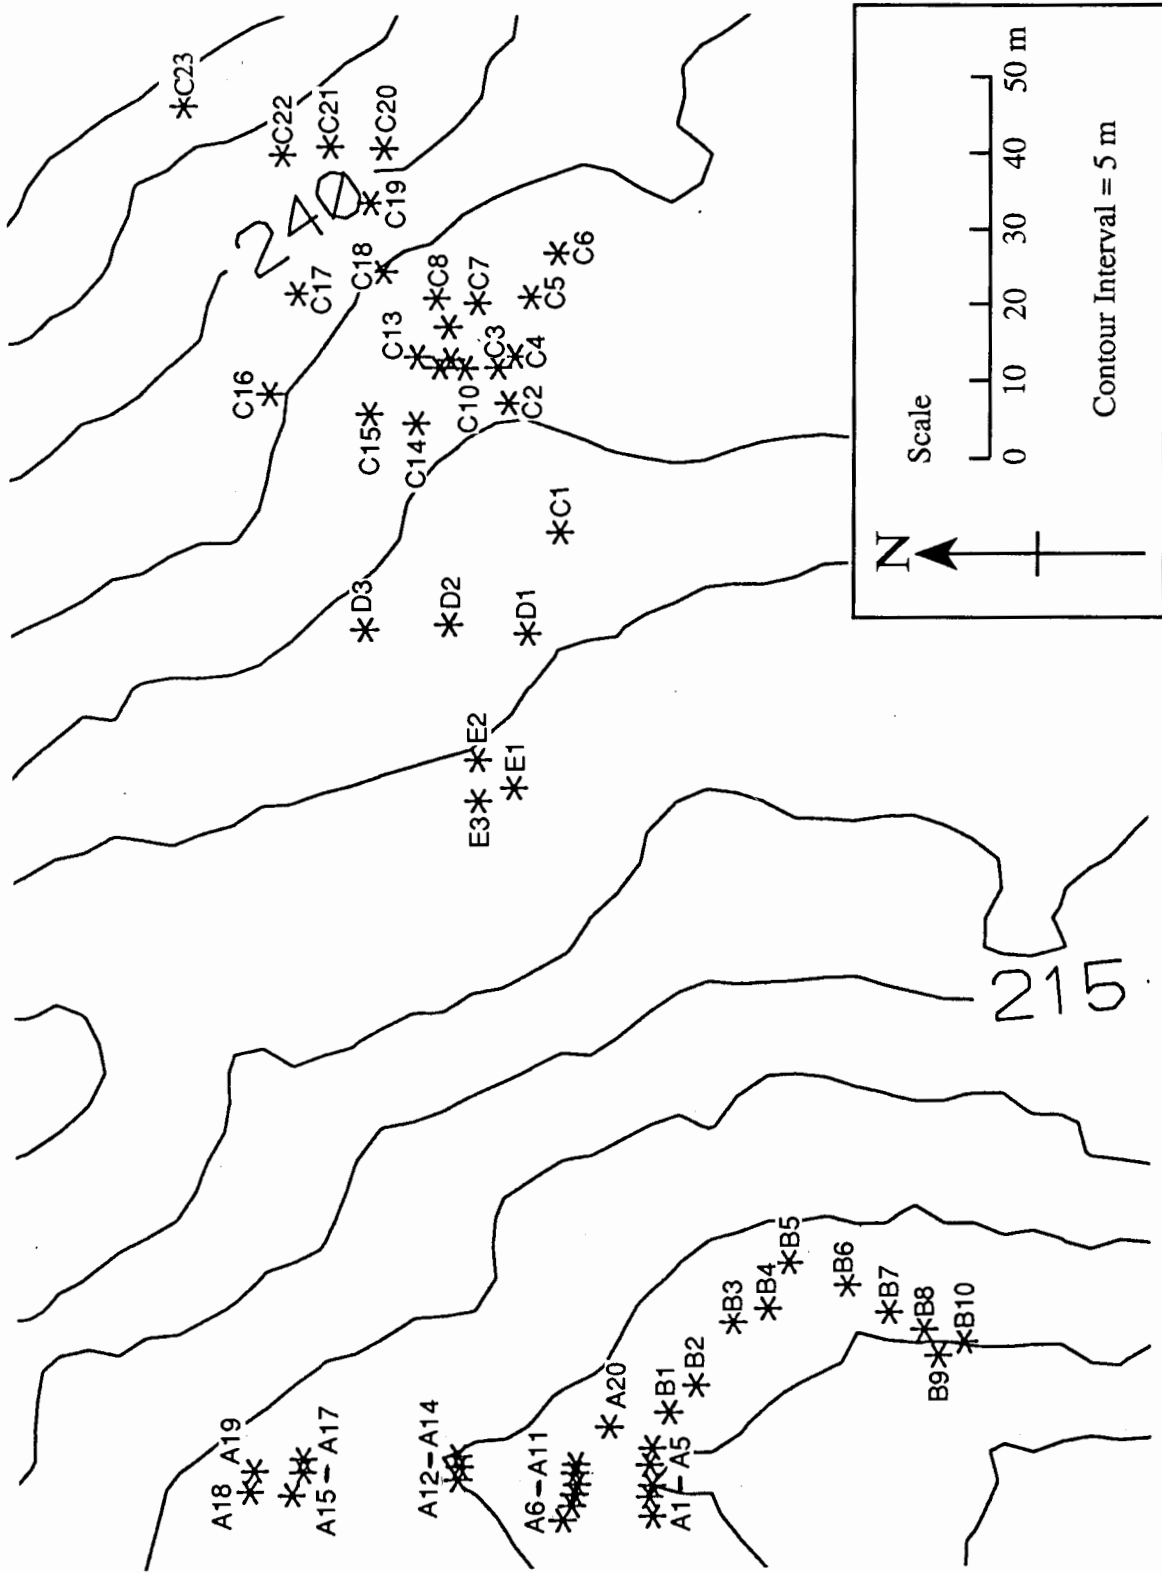 C23
C22
C21
C20
240
C19
C18
C17
C16
C8
C7
C6
C5
C13
C3
C4
C10
C2
C15
C14
C1
D3
D2
D1
E2
E1
E3
215
A20
A19
A18
A15-A17
A12-A14
A6-A11
A1-A5
B1
B2
B3
B4
B5
B6
B7
B8
B9
B10
N
Scale
0 10 20 30 40 50 m
Contour Interval = 5 m